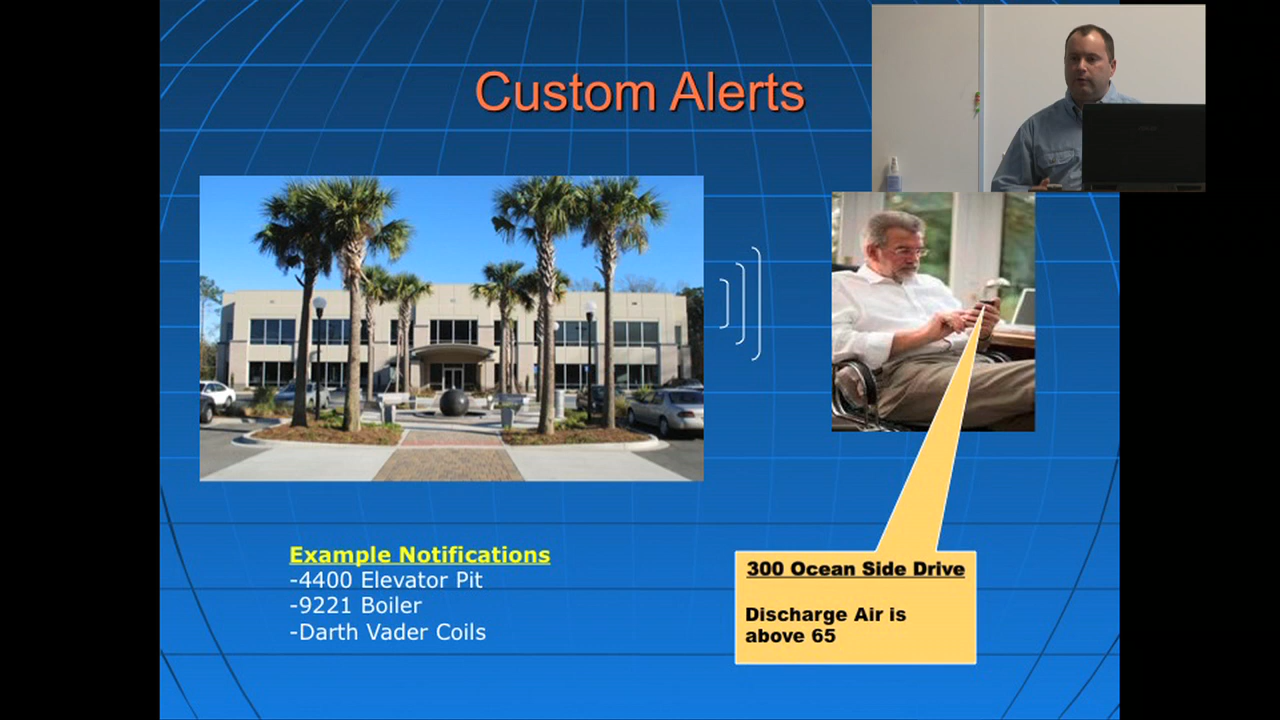 Custom Alerts
Example Notifications
-4400 Elevator Pit
-9221 Boiler
-Darth Vader Coils
300 Ocean Side Drive
Discharge Air is
above 65